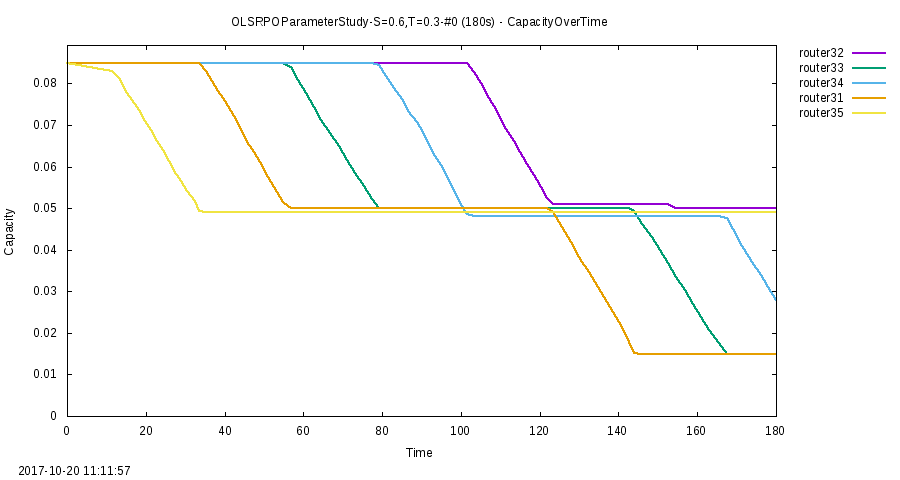 OLSRPOParameterStudy-S=0.6,T=0.3-#0 (180s) - CapacityOverTime
router32
router33
router34
router31
router35
0.08
0.07
0.06
0.05
0.04
0.03
0.02
0.01
0
Capacity
0 20 40 60 80 100 120 140 160 180
Time
2017-10-20 11:11:57